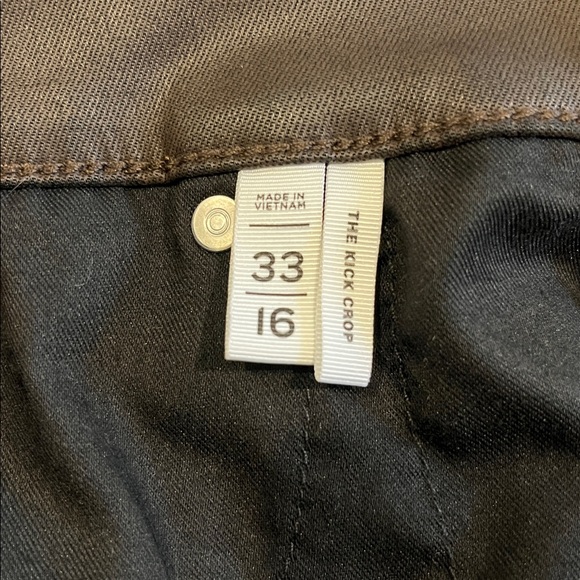 MADE IN
VIETNAM
33
16
THE KICK CROP